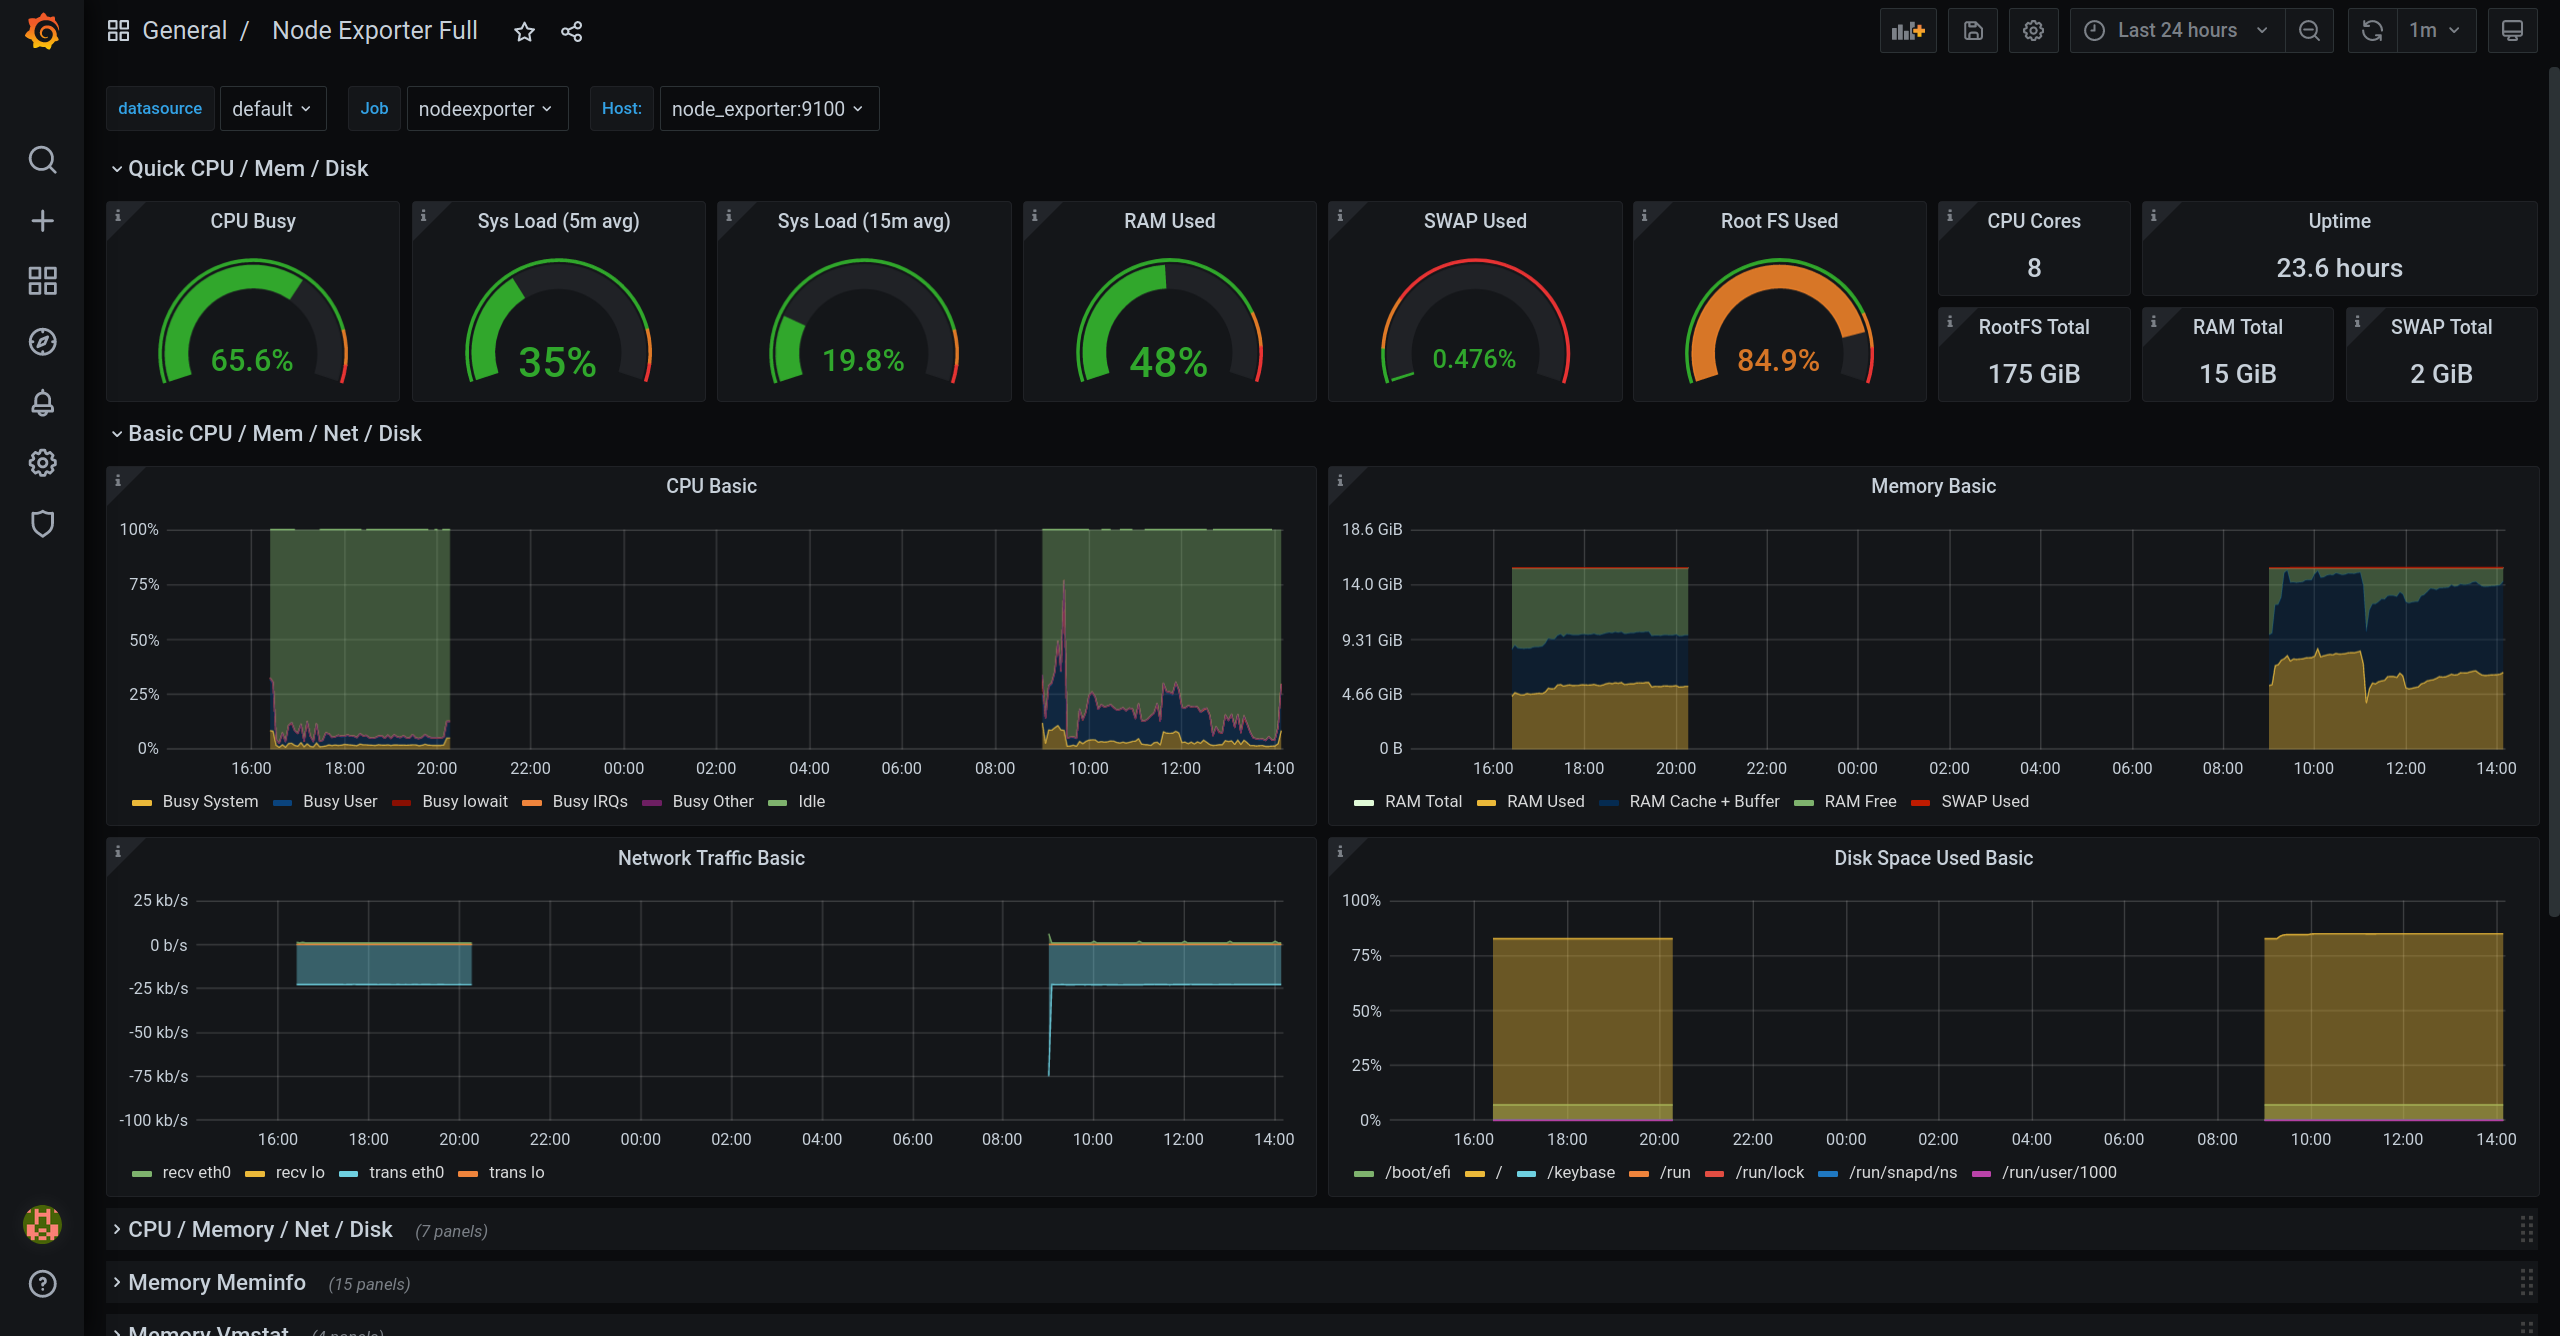 General / Node Exporter Full
Last 24 hours
1m
datasource default Job nodeexporter Host: node_exporter:9100
Quick CPU / Mem / Disk
CPU Busy
65.6%
Sys Load (5m avg)
35%
Sys Load (15m avg)
19.8%
RAM Used
48%
SWAP Used
0.476%
Root FS Used
84.9%
CPU Cores
8
Uptime
23.6 hours
RootFS Total
175 GiB
RAM Total
15 GiB
SWAP Total
2 GiB
Basic CPU / Mem / Net / Disk
CPU Basic
100%
75%
50%
25%
0%
16:00 18:00 20:00 22:00 00:00 02:00 04:00 06:00 08:00 10:00 12:00 14:00
Busy System Busy User Busy Iowait Busy IRQs Busy Other Idle
Memory Basic
18.6 GiB
14.0 GiB
9.31 GiB
4.66 GiB
0 B
16:00 18:00 20:00 22:00 00:00 02:00 04:00 06:00 08:00 10:00 12:00 14:00
RAM Total RAM Used RAM Cache + Buffer RAM Free SWAP Used
Network Traffic Basic
25 kb/s
0 b/s
-25 kb/s
-50 kb/s
-75 kb/s
-100 kb/s
16:00 18:00 20:00 22:00 00:00 02:00 04:00 06:00 08:00 10:00 12:00 14:00
recv eth0 recv lo trans eth0 trans lo
Disk Space Used Basic
100%
75%
50%
25%
0%
16:00 18:00 20:00 22:00 00:00 02:00 04:00 06:00 08:00 10:00 12:00 14:00
/boot/efi / /keybase /run /run/lock /run/snapd/ns /run/user/1000
CPU / Memory / Net / Disk (7 panels)
Memory Meminfo (15 panels)
Memory Vmstat (4 panels)